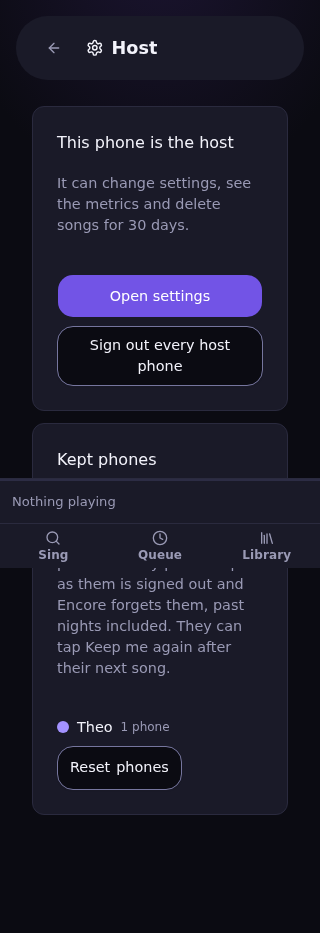 Host
This phone is the host
It can change settings, see
the metrics and delete
songs for 30 days.
Open settings
Sign out every host
phone
Kept phones
Nothing playing
Sing
Queue
Library
as them is signed out and
Encore forgets them, past
nights included. They can
tap Keep me again after
their next song.
Theo 1 phone
Reset phones